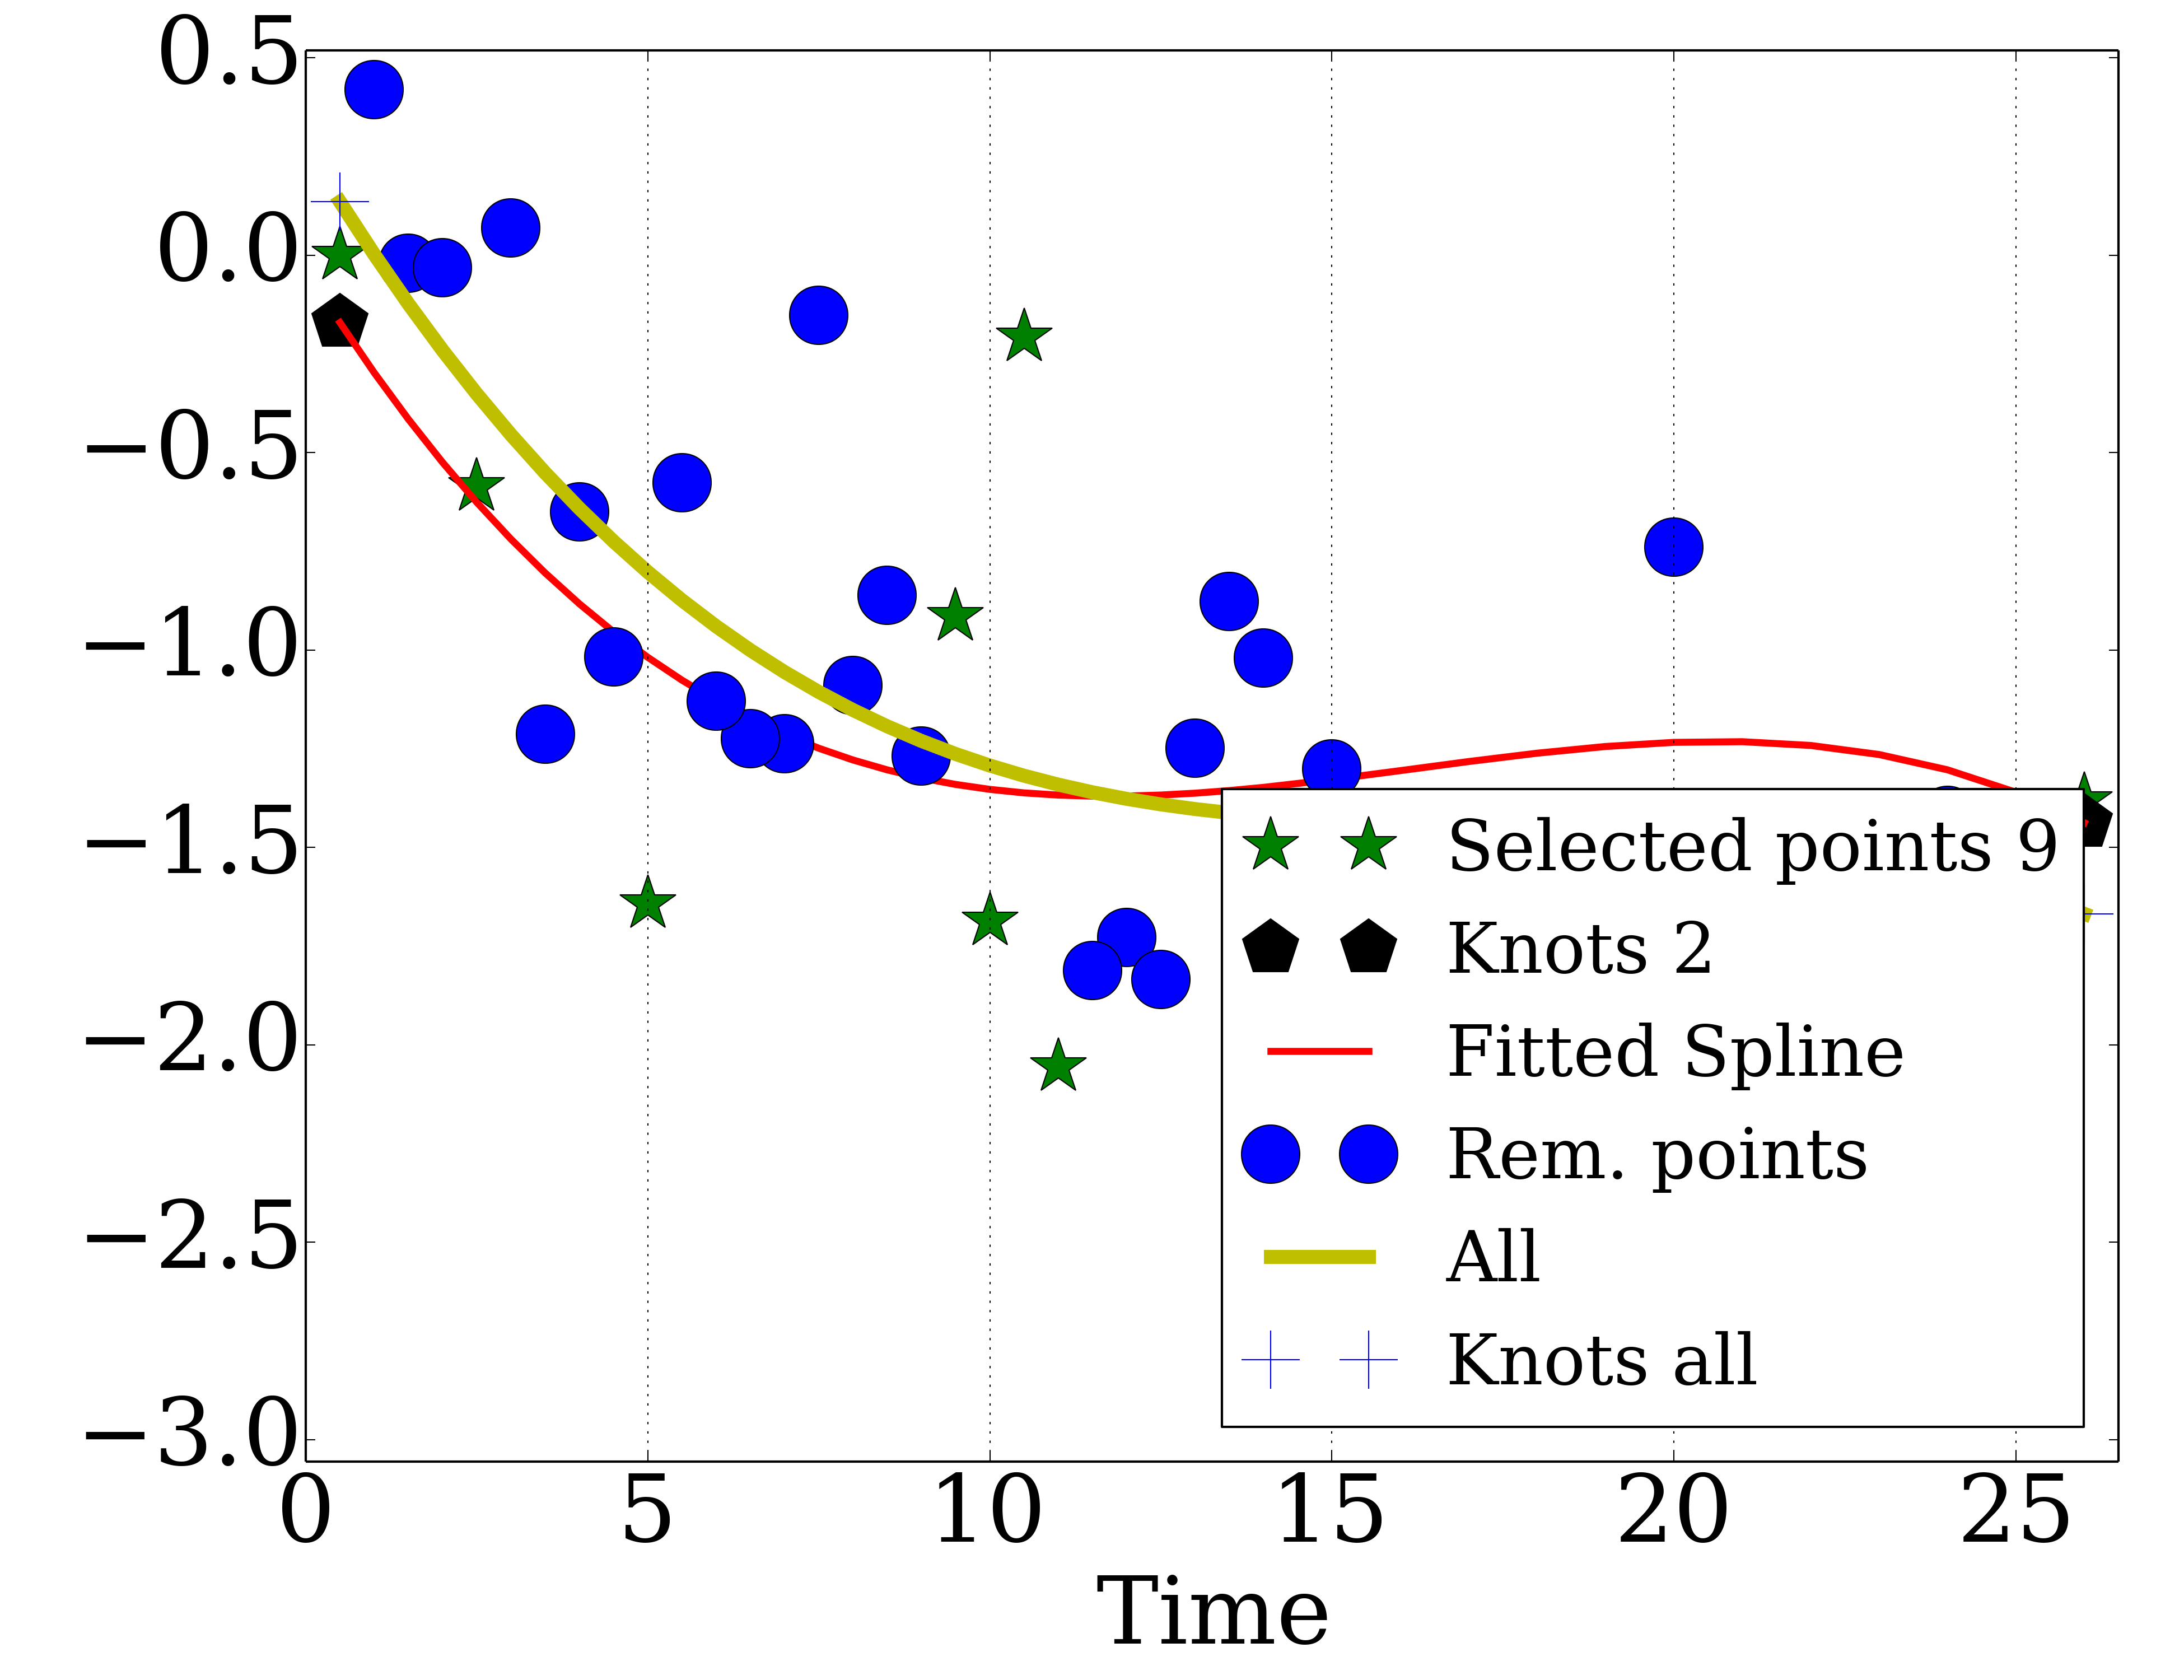 0.5
0.0
−0.5
−1.0
−1.5
−2.0
−2.5
−3.0
Selected points 9
Knots 2
Fitted Spline
Rem. points
All
Knots all
0 5 10 15 20 25
Time